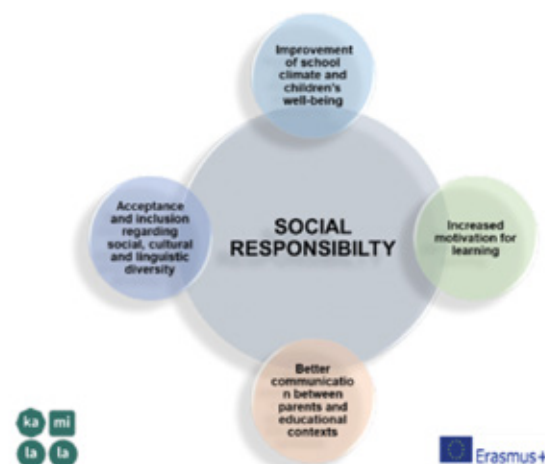 Improvement
of school
climate and
children's
well-being
Acceptance
and inclusion
regarding
social, cultural
and linguistic
diversity
SOCIAL
RESPONSIBILTY
Increased
motivation for
learning
Better
communicatio
n between
parents and
educational
contexts
ka mi
la la
Erasmus+